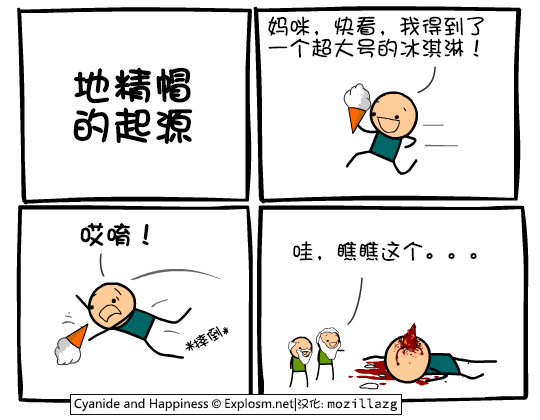 地精帽
的起源
妈咪，快看，我得到了
一个超大号的冰淇淋！
哎唷！
*摔倒*
哇，瞧瞧这个。。。
Cyanide and Happiness © Explosm.net|汉化: mozillazg